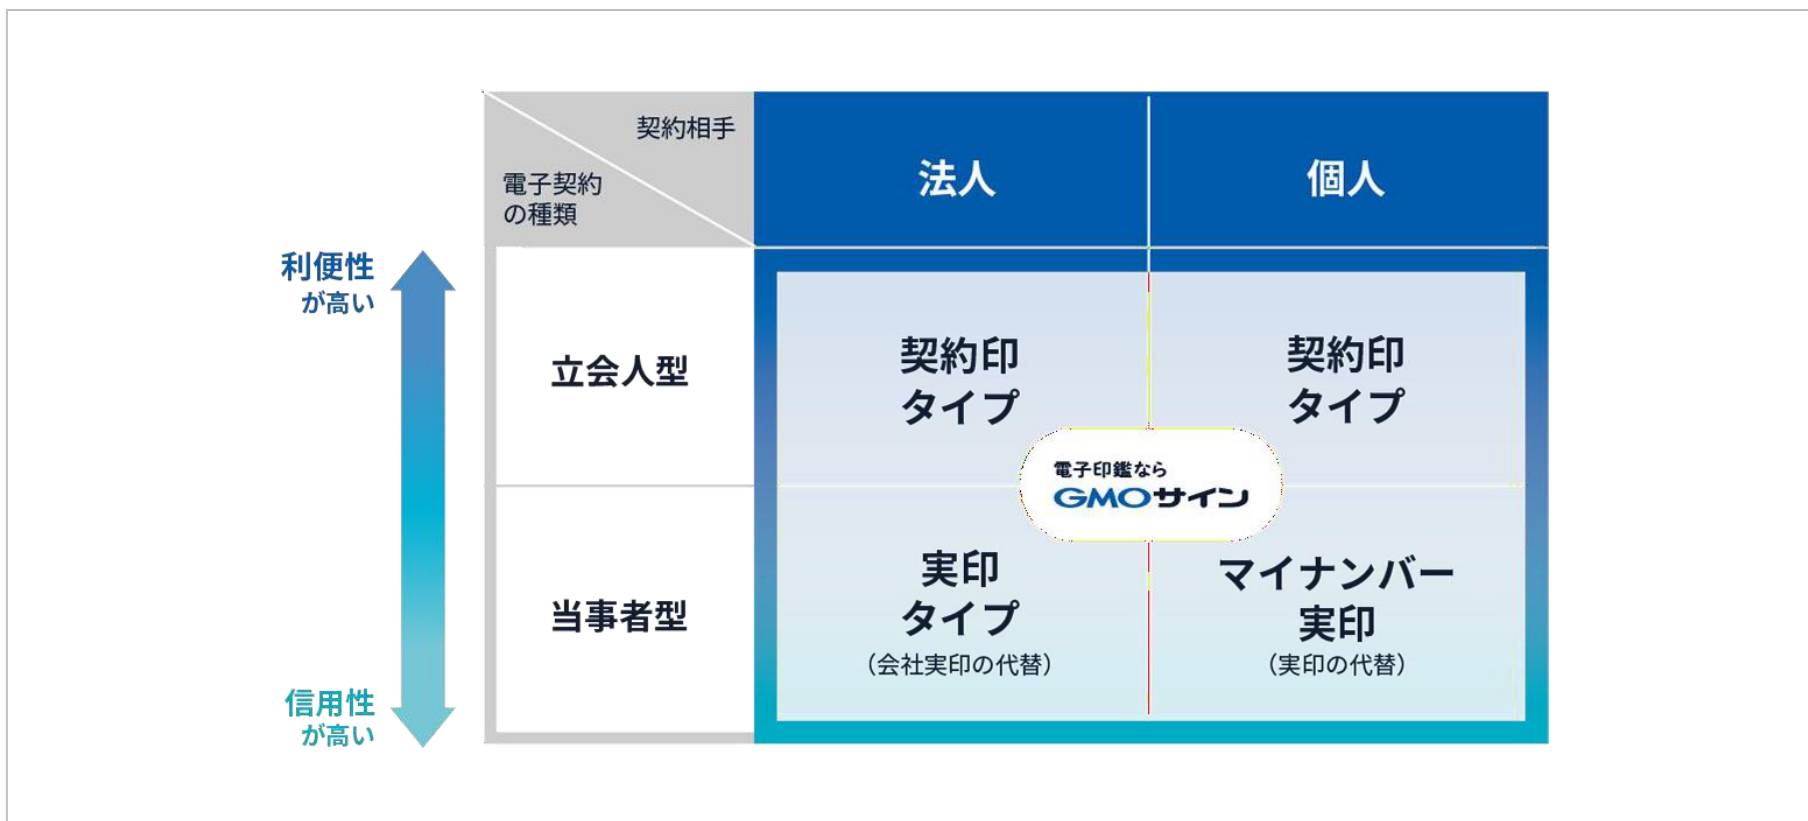 契約相手
電子契約
の種類
法人
個人
利便性
が高い
立会人型
契約印
タイプ
契約印
タイプ
電子印鑑なら
GMOサイン
当事者型
実印
タイプ
（会社実印の代替）
マイナンバー
実印
（実印の代替）
信用性
が高い